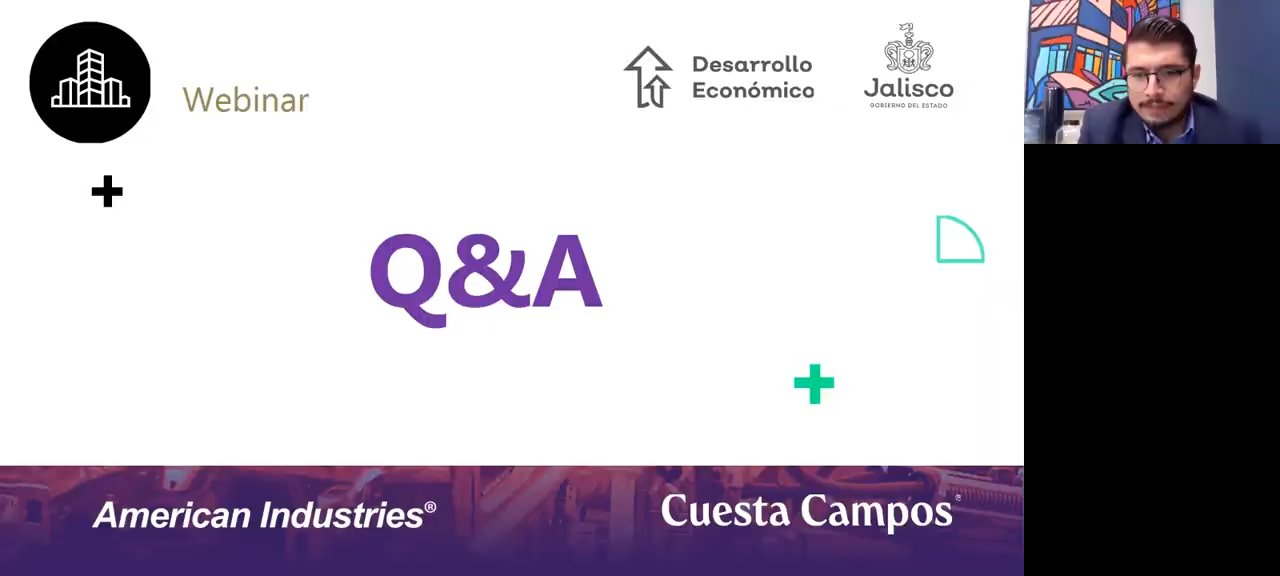 Webinar
Desarrollo
Económico
Jalisco
GOBIERNO DEL ESTADO
Q&A
American Industries®
Cuesta Campos®